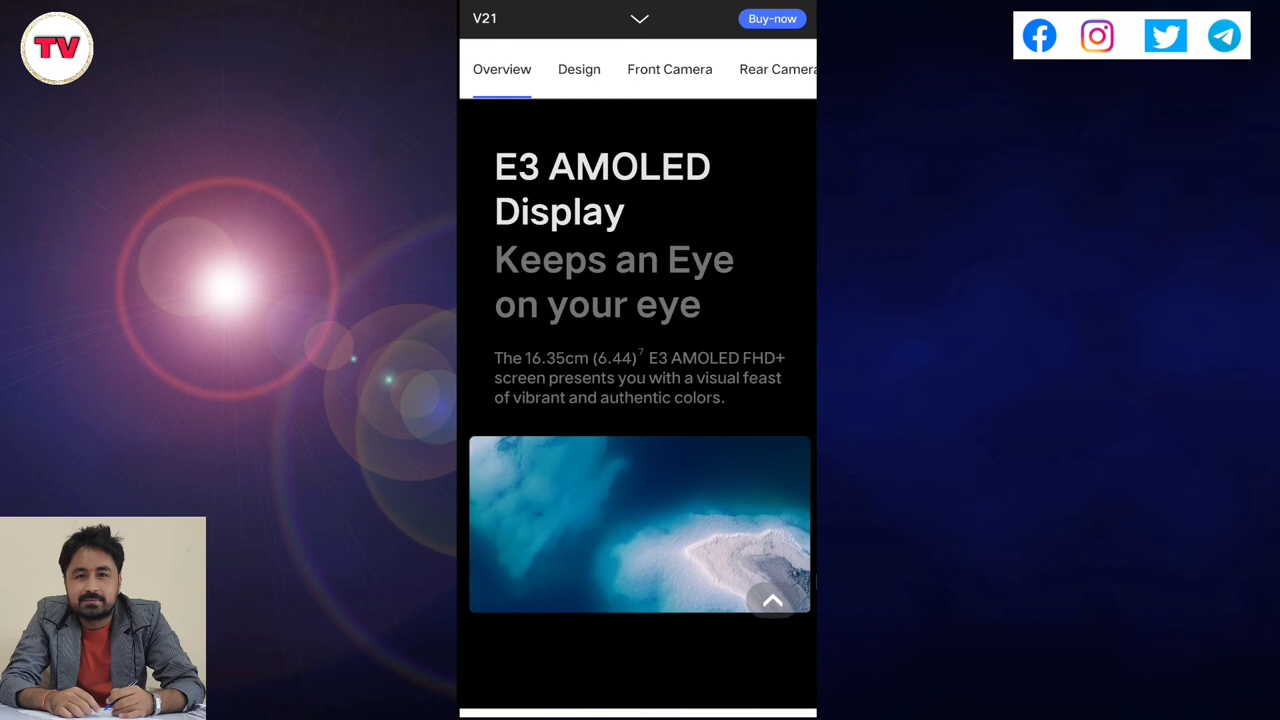 TV
V21
Buy-now
Overview Design Front Camera Rear Camera
E3 AMOLED
Display
Keeps an Eye
on your eye
The 16.35cm (6.44)⁷ E3 AMOLED FHD+
screen presents you with a visual feast
of vibrant and authentic colors.